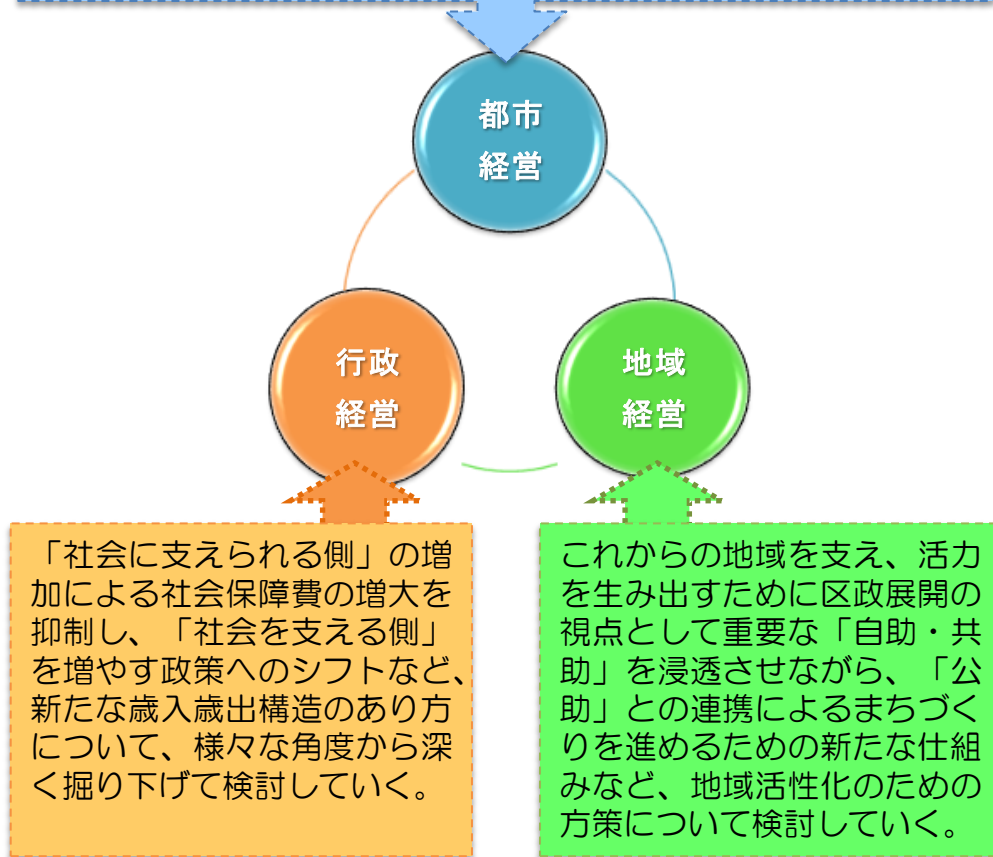 都市
経営
行政
経営
地域
経営
「社会に支えられる側」の増
加による社会保障費の増大を
抑制し、「社会を支える側」
を増やす政策へのシフトなど、
新たな歳入歳出構造のあり方
について、様々な角度から深
く掘り下げて検討していく。
これからの地域を支え、活力
を生み出すために区政展開の
視点として重要な「自助・共
助」を浸透させながら、「公
助」との連携によるまちづく
りを進めるための新たな仕組
みなど、地域活性化のための
方策について検討していく。